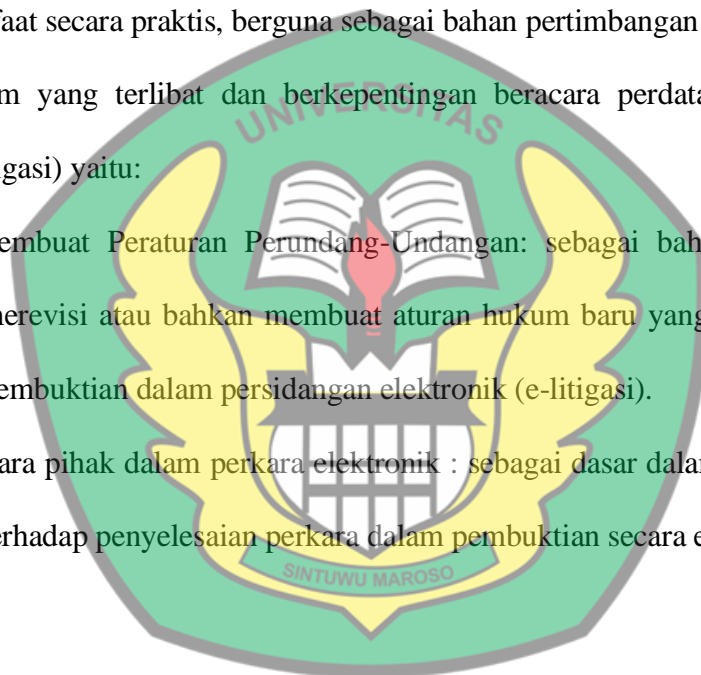 faat secara praktis, berguna sebagai bahan pertimbangan
m yang terlibat dan berkepentingan beracara perdata
UNIVERSITAS
igasi) yaitu:
embuat Peraturan Perundang-Undangan: sebagai bah
nerevisi atau bahkan membuat aturan hukum baru yang
embuktian dalam persidangan elektronik (e-litigasi).
ara pihak dalam perkara elektronik : sebagai dasar dalan
erhadap penyelesaian perkara dalam pembuktian secara e
SINTUWU MAROSO